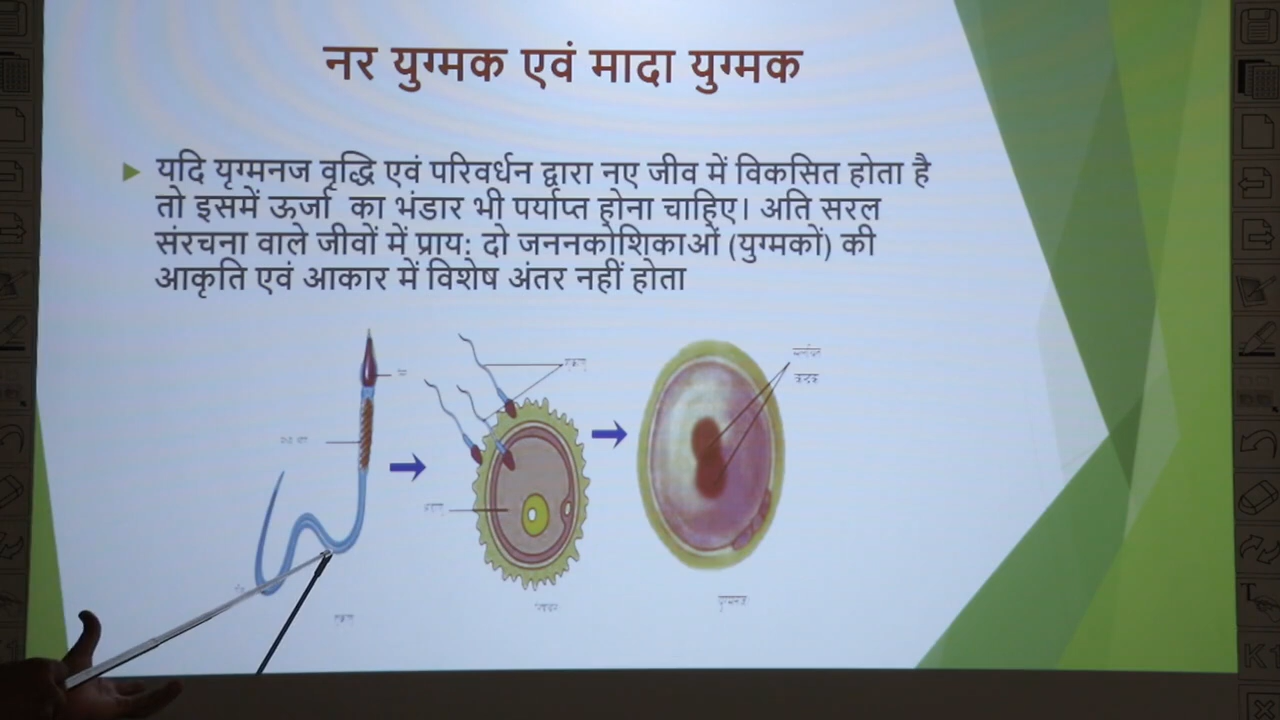 नर युग्मक एवं मादा युग्मक
यदि यृग्मनज वृद्धि एवं परिवर्धन द्वारा नए जीव में विकसित होता है
तो इसमें ऊर्जा का भंडार भी पर्याप्त होना चाहिए। अति सरल
संरचना वाले जीवों में प्राय: दो जननकोशिकाओं (युग्मकों) की
आकृति एवं आकार में विशेष अंतर नहीं होता